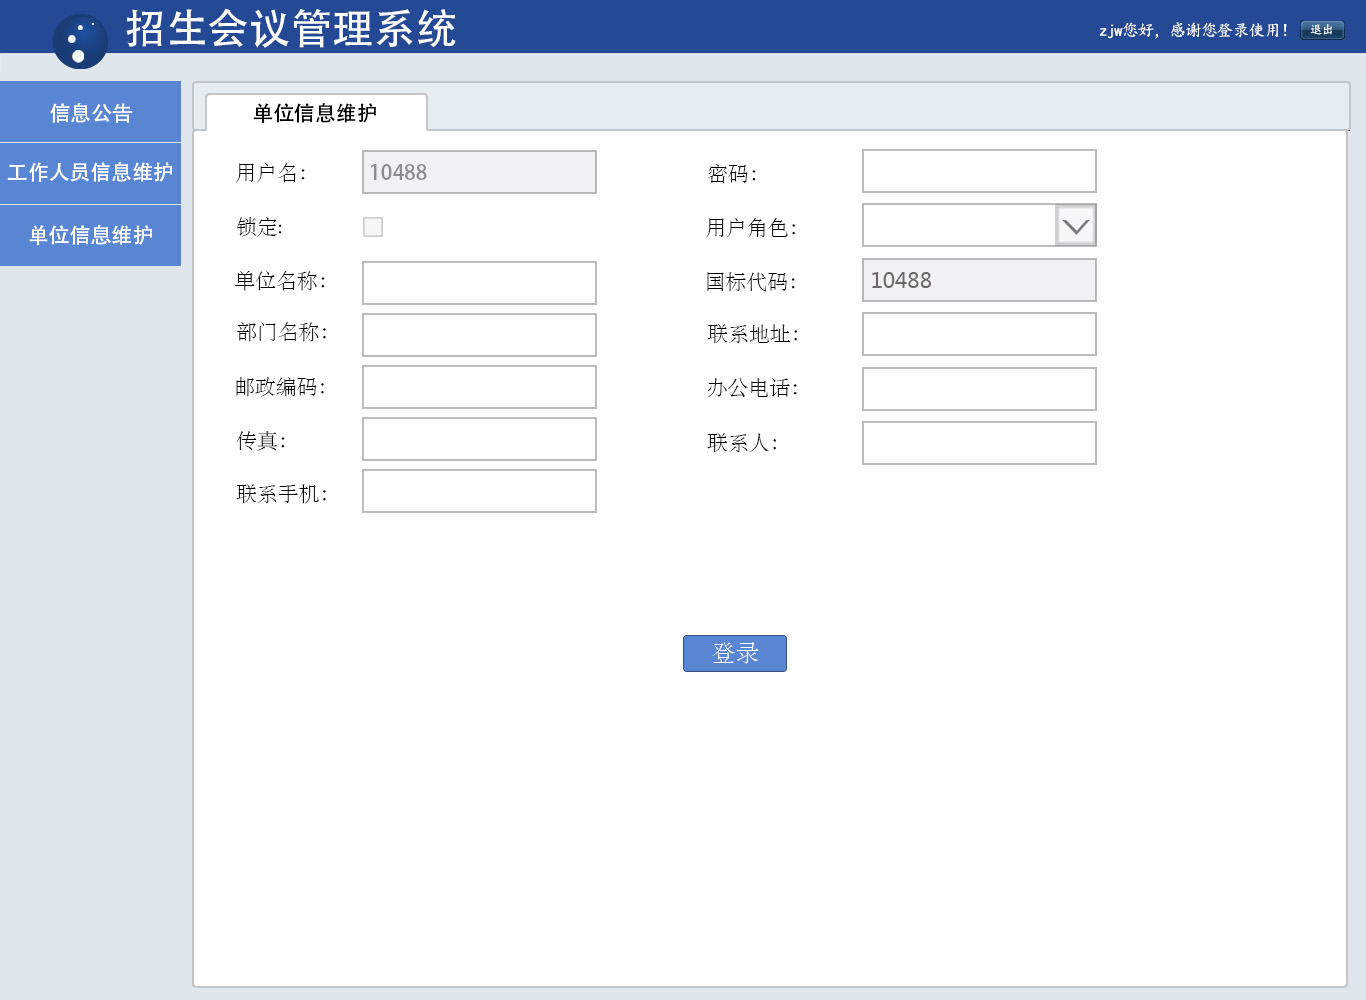 招生会议管理系统
zjw您好，感谢您登录使用！ 退出
信息公告
工作人员信息维护
单位信息维护
单位信息维护
用户名： 10488 密码：
锁定: 用户角色：
单位名称： 国标代码： 10488
部门名称： 联系地址：
邮政编码： 办公电话：
传真： 联系人：
联系手机：
登录